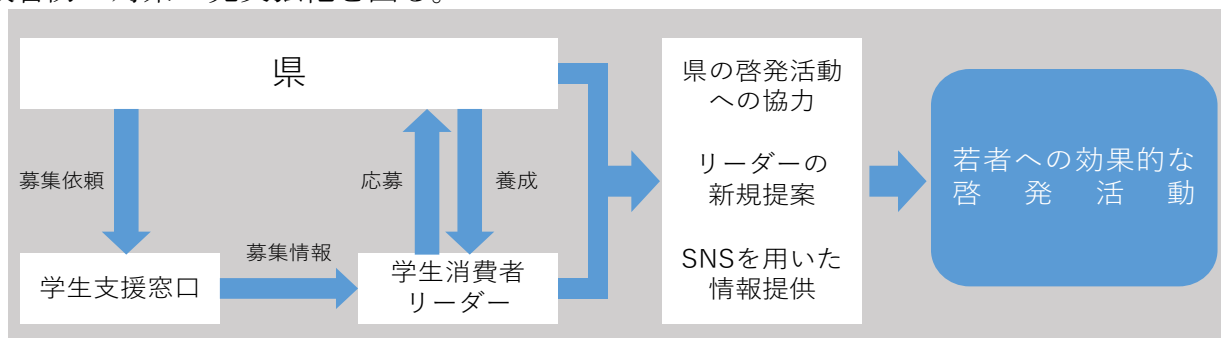 県
募集依頼
応募
養成
募集情報
学生支援窓口
学生消費者
リーダー
県の啓発活動
への協力
リーダーの
新規提案
SNSを用いた
情報提供
若者への効果的な
啓発活動